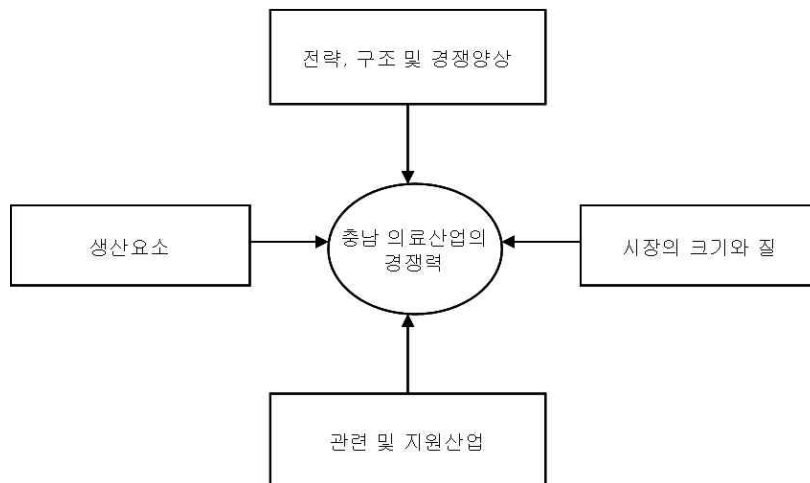 전략, 구조 및 경쟁양상
생산요소
충남 의료산업의
경쟁력
시장의 크기와 질
관련 및 지원산업